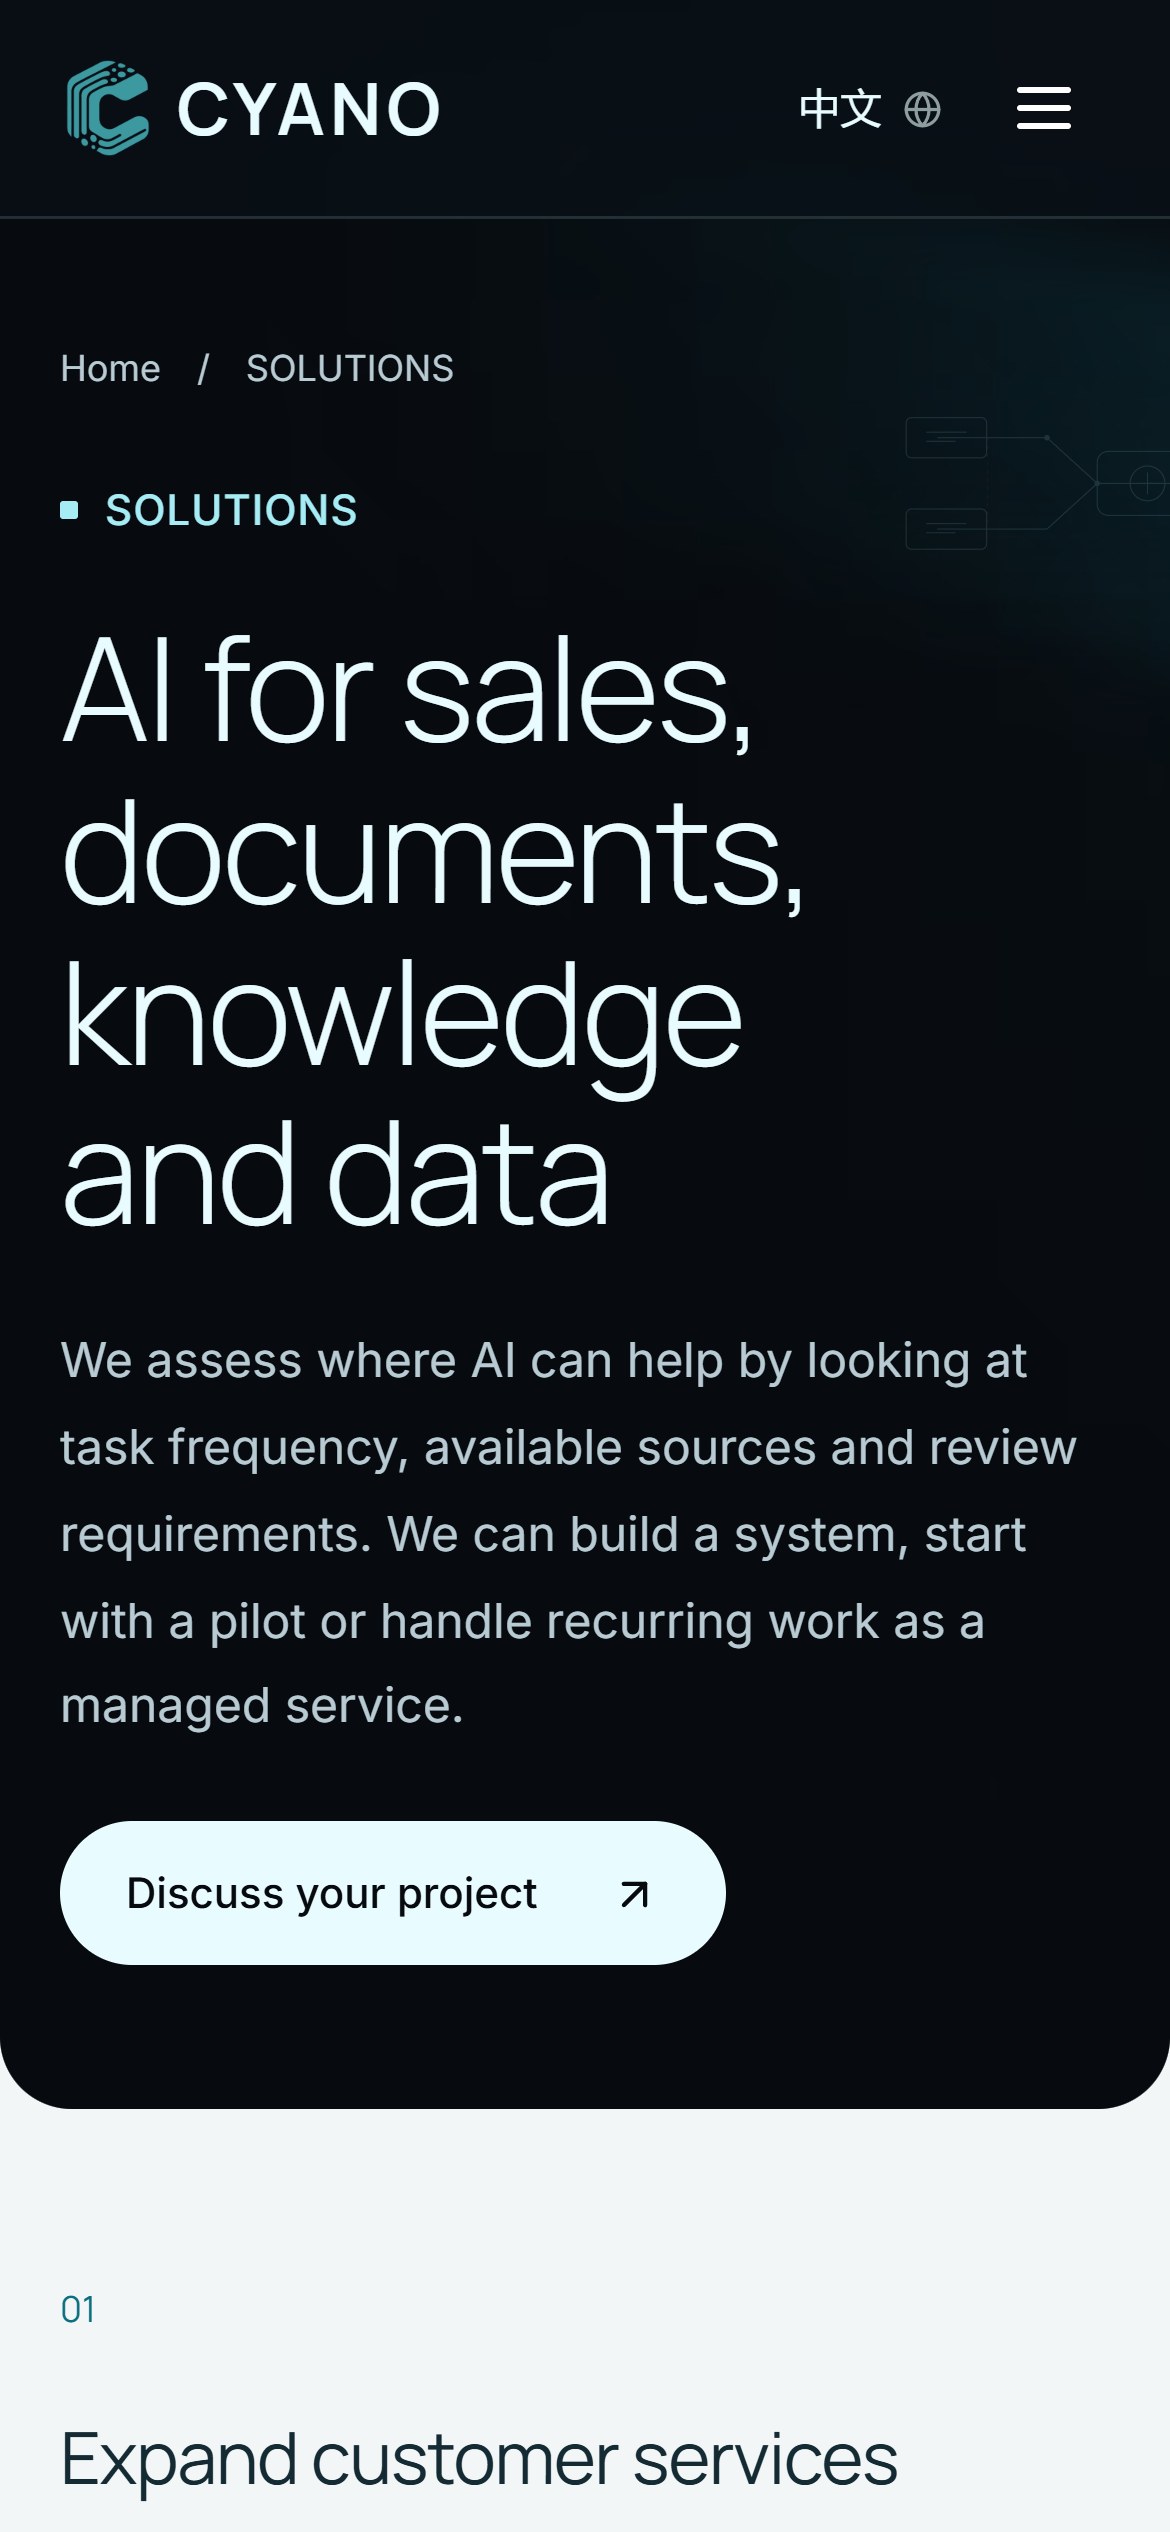 CYANO
中文
Home / SOLUTIONS
SOLUTIONS
AI for sales,
documents,
knowledge
and data
We assess where AI can help by looking at
task frequency, available sources and review
requirements. We can build a system, start
with a pilot or handle recurring work as a
managed service.
Discuss your project
01
Expand customer services